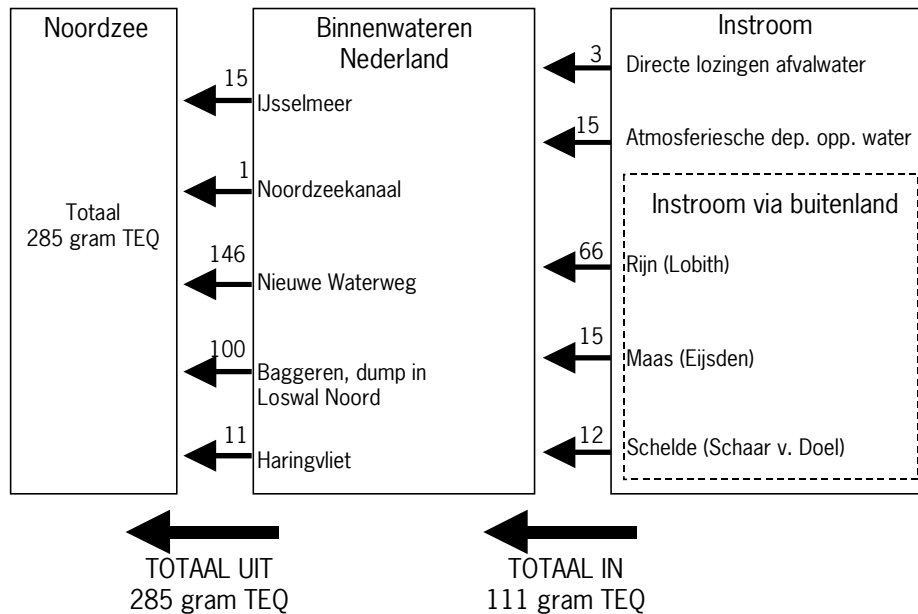 Noordzee
Totaal
285 gram TEQ
Binnenwateren
Nederland
15
IJsselmeer
1
Noordzeekanaal
146
Nieuwe Waterweg
100
Baggeren, dump in
Loswal Noord
11
Haringvliet
Instroom
3
Directe lozingen afvalwater
15
Atmosferiesche dep. opp. water
Instroom via buitenland
66
Rijn (Lobith)
15
Maas (Eijsden)
12
Schelde (Schaar v. Doel)
TOTAAL UIT
285 gram TEQ
TOTAAL IN
111 gram TEQ